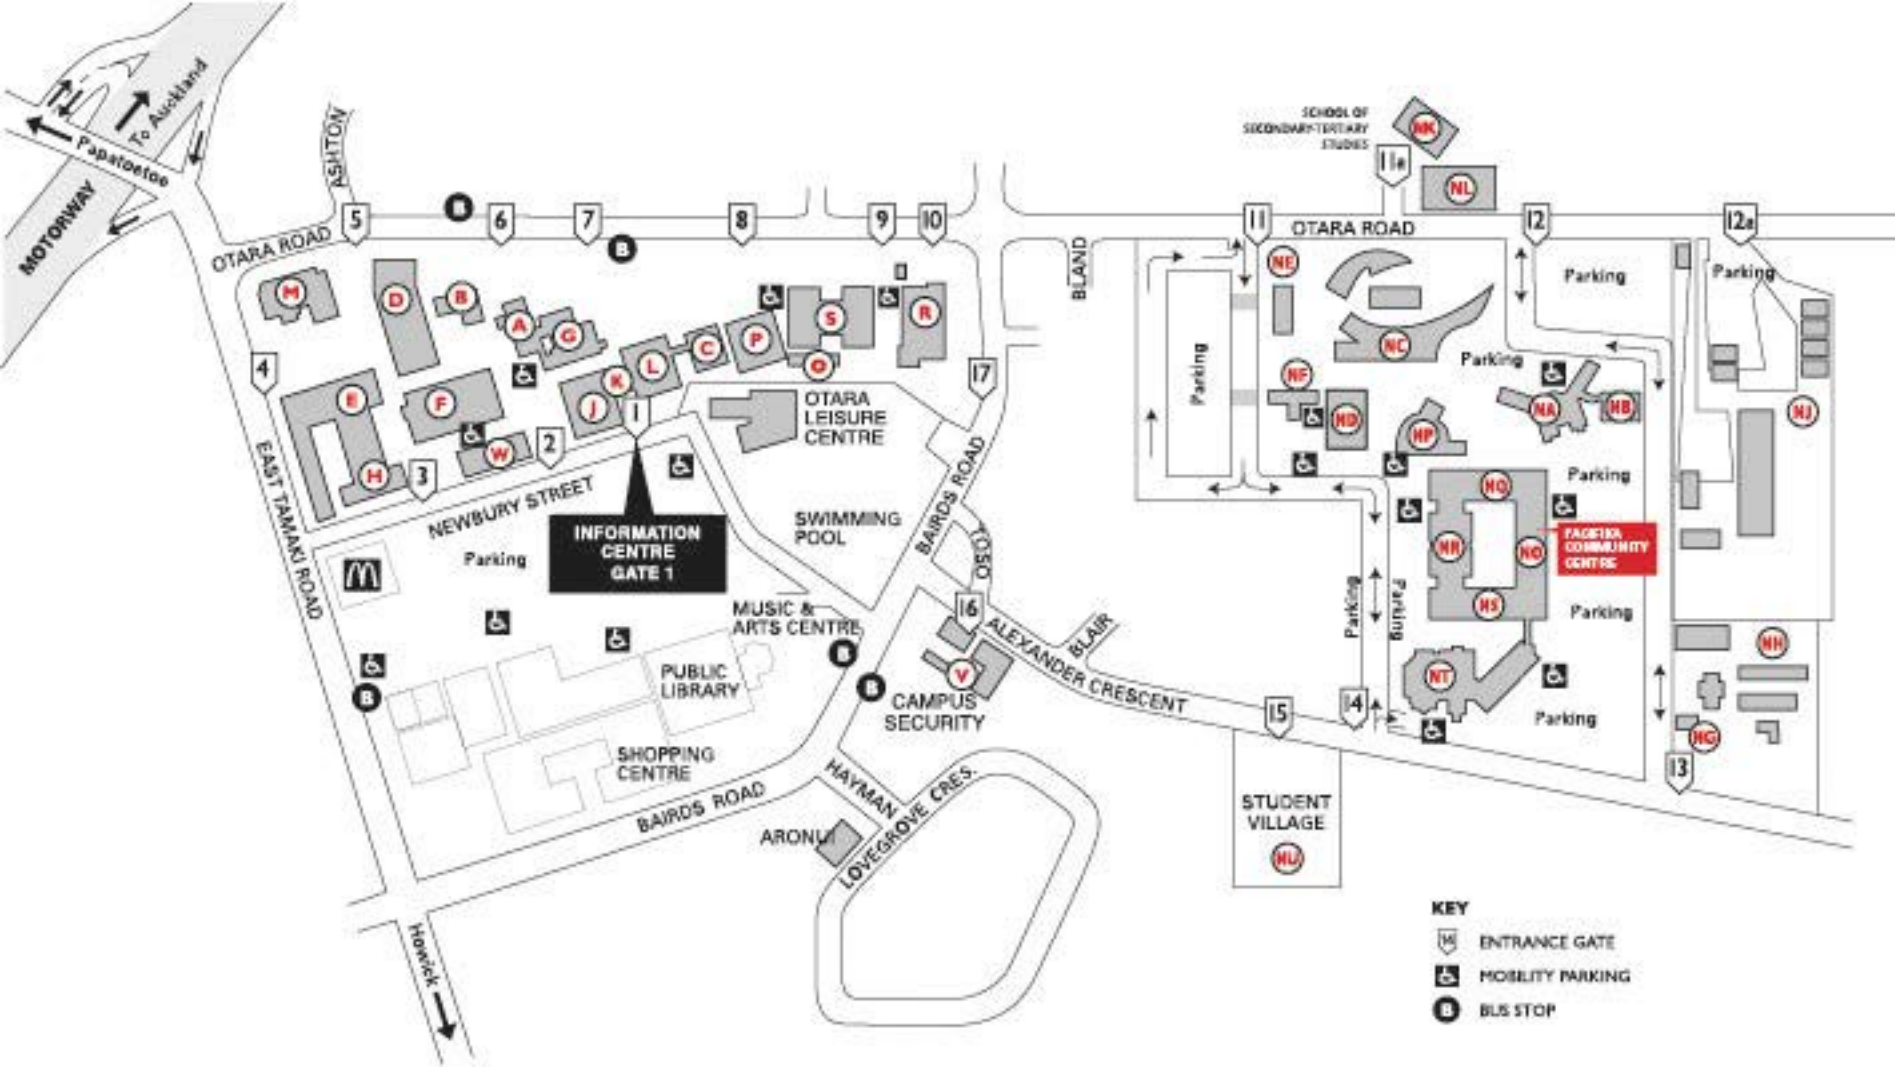 To Auckland
Papatoetoe
MOTORWAY
ASHTON
B
5
6
7
8
9
10
11
11a
12
12a
SCHOOL OF
SECONDARY-TERTIARY
STUDIES
NK
NL
OTARA ROAD
B
OTARA ROAD
BLAND
NE
Parking
Parking
M
D
B
A
G
S
R
P
C
L
K
O
J
1
4
E
F
H
W
2
3
17
OTARA
LEISURE
CENTRE
Parking
NC
Parking
NF
ND
NP
NA
NB
NJ
EAST TAMAKI ROAD
NEWBURY STREET
INFORMATION
CENTRE
GATE 1
Parking
SWIMMING
POOL
BAIRDS ROAD
TOSO
NQ
Parking
NR
NO
PASIFIKA
COMMUNITY
CENTRE
NS
Parking
Parking
Parking
MUSIC &
ARTS CENTRE
B
16
ALEXANDER CRESCENT
BLAIR
V
CAMPUS
SECURITY
B
B
PUBLIC
LIBRARY
SHOPPING
CENTRE
BAIRDS ROAD
HAYMAN
LOVEGROVE CRES.
ARONUI
15
14
NT
Parking
NH
NG
13
STUDENT
VILLAGE
NU
Howick
KEY
14
ENTRANCE GATE
MOBILITY PARKING
B
BUS STOP